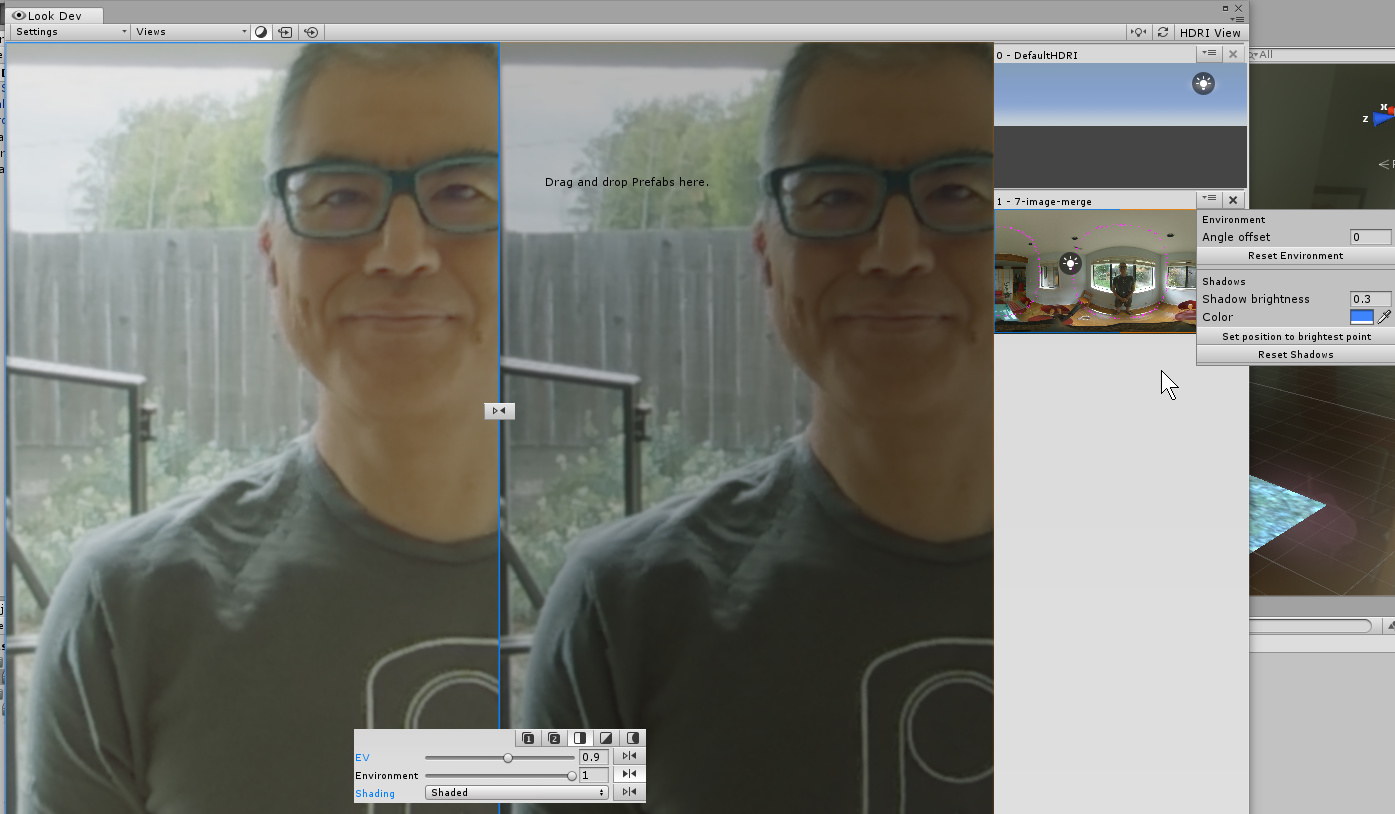 Look Dev
Settings
Views
HDRI View
0 - DefaultHDRI
All
X
Z
Drag and drop Prefabs here.
1 - 7-image-merge
Environment
Angle offset 0
Reset Environment
Shadows
Shadow brightness 0.3
Color
Set position to brightest point
Reset Shadows
1 2
EV 0.9
Environment 1
Shading Shaded